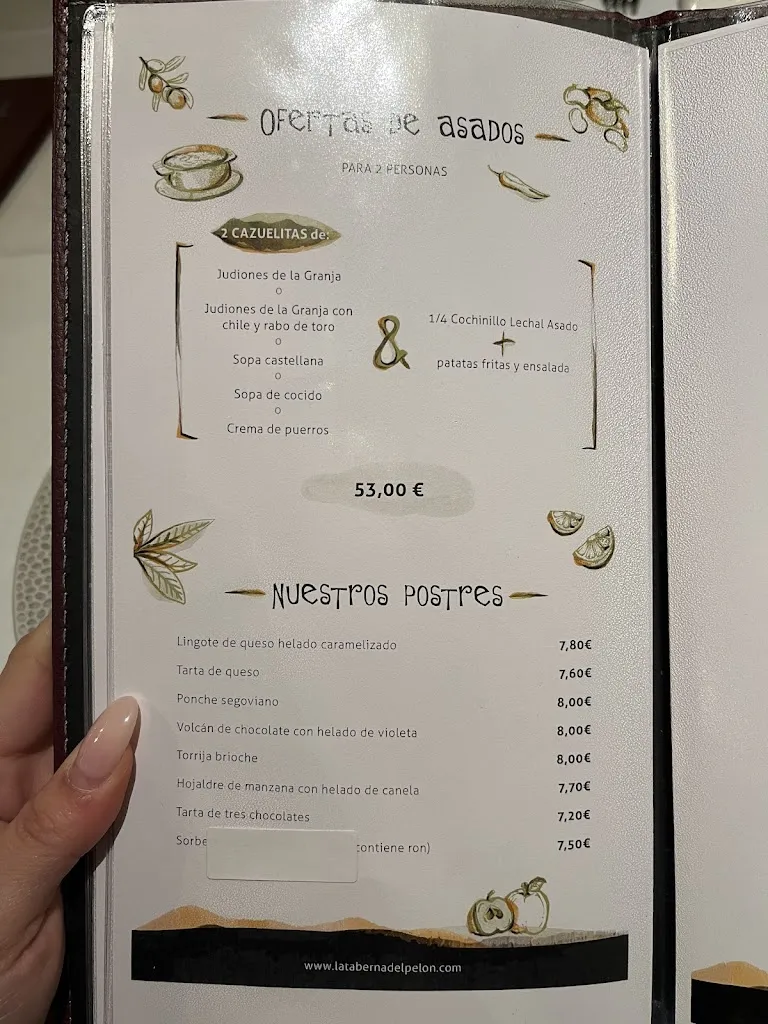 Ofertas de asados
PARA 2 PERSONAS
2 CAZUELITAS de:
Judiones de la Granja
o
Judiones de la Granja con
chile y rabo de toro
o
Sopa castellana
o
Sopa de cocido
o
Crema de puerros
&
1/4 Cochinillo Lechal Asado
+
patatas fritas y ensalada
53,00 €
Nuestros postres
Lingote de queso helado caramelizado 7,80€
Tarta de queso 7,60€
Ponche segoviano 8,00€
Volcán de chocolate con helado de violeta 8,00€
Torrija brioche 8,00€
Hojaldre de manzana con helado de canela 7,70€
Tarta de tres chocolates 7,20€
contiene ron) 7,50€
www.latabernadelpelon.com